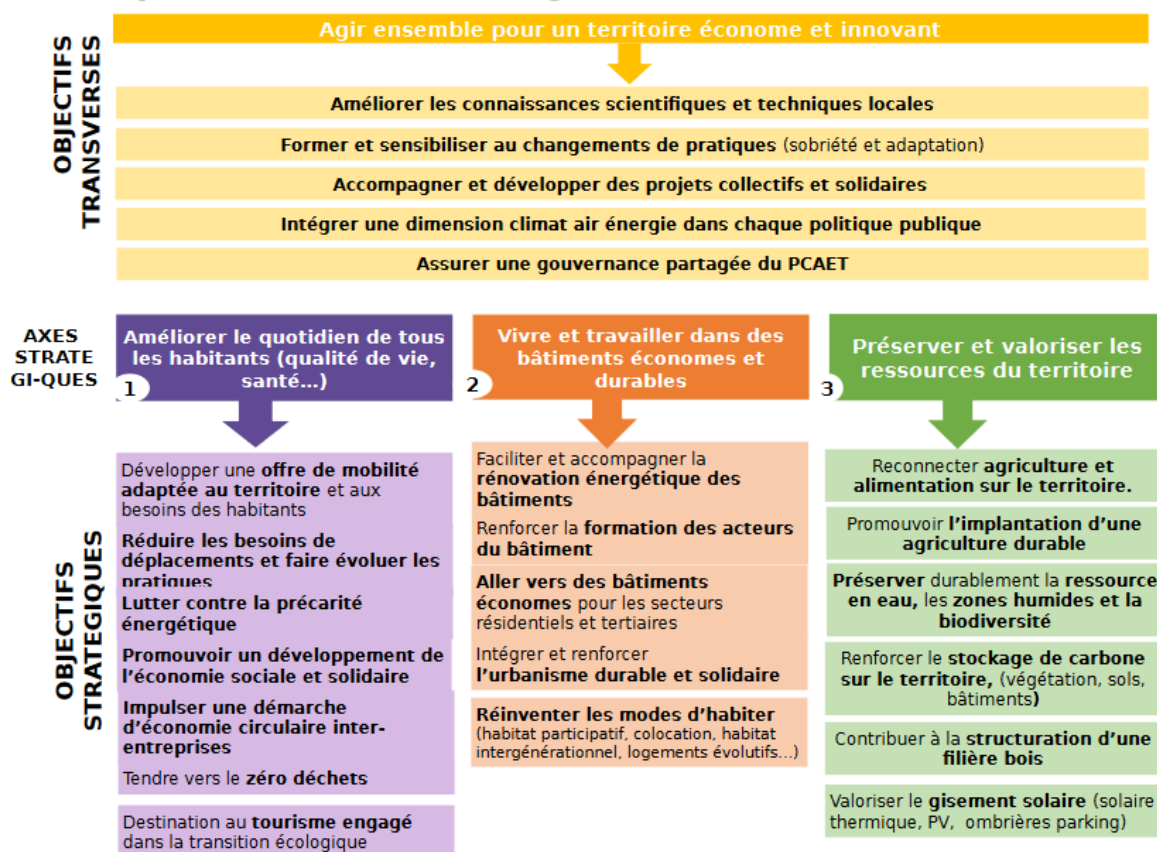 Agir ensemble pour un territoire économe et innovant
OBJECTIFS
TRANSVERSES
Améliorer les connaissances scientifiques et techniques locales
Former et sensibiliser au changements de pratiques (sobriété et adaptation)
Accompagner et développer des projets collectifs et solidaires
Intégrer une dimension climat air énergie dans chaque politique publique
Assurer une gouvernance partagée du PCAET
AXES
STRATE
GI-QUES
Améliorer le quotidien de tous
les habitants (qualité de vie,
santé...)
1
Vivre et travailler dans des
bâtiments économes et
durables
2
Préserver et valoriser les
ressources du territoire
3
OBJECTIFS
STRATEGIQUES
Développer une offre de mobilité
adaptée au territoire et aux
besoins des habitants
Réduire les besoins de
déplacements et faire évoluer les
pratiques
Lutter contre la précarité
énergétique
Promouvoir un développement de
l'économie sociale et solidaire
Impulser une démarche
d'économie circulaire inter-
entreprises
Tendre vers le zéro déchets
Destination au tourisme engagé
dans la transition écologique
Faciliter et accompagner la
rénovation énergétique des
bâtiments
Renforcer la formation des acteurs
du bâtiment
Aller vers des bâtiments
économes pour les secteurs
résidentiels et tertiaires
Intégrer et renforcer
l'urbanisme durable et solidaire
Réinventer les modes d'habiter
(habitat participatif, colocation, habitat
intergénérationnel, logements évolutifs...)
Reconnecter agriculture et
alimentation sur le territoire.
Promouvoir l'implantation d'une
agriculture durable
Préserver durablement la ressource
en eau, les zones humides et la
biodiversité
Renforcer le stockage de carbone
sur le territoire, (végétation, sols,
bâtiments)
Contribuer à la structuration d'une
filière bois
Valoriser le gisement solaire (solaire
thermique, PV, ombrières parking)